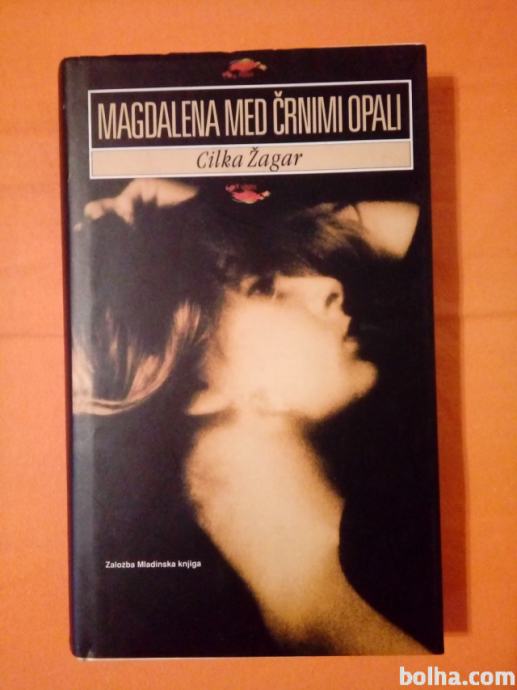 MAGDALENA MED ČRNIMI OPALI
Cilka Žagar
Založba Mladinska knjiga
bolha.com